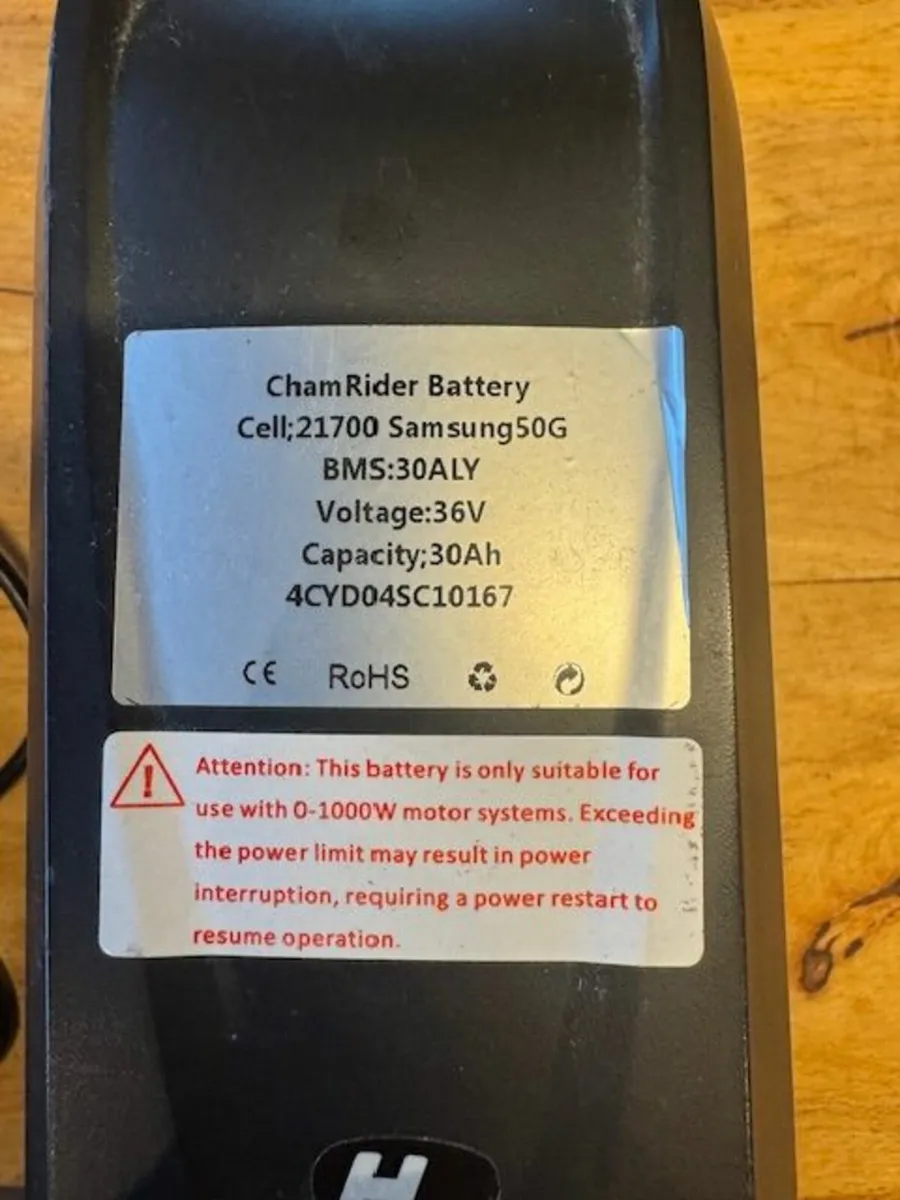 ChamRider Battery
Cell;21700 Samsung50G
BMS:30ALY
Voltage:36V
Capacity;30Ah
4CYD04SC10167
CE RoHS
Attention: This battery is only suitable for
use with 0-1000W motor systems. Exceeding
the power limit may result in power
interruption, requiring a power restart to
resume operation.
H